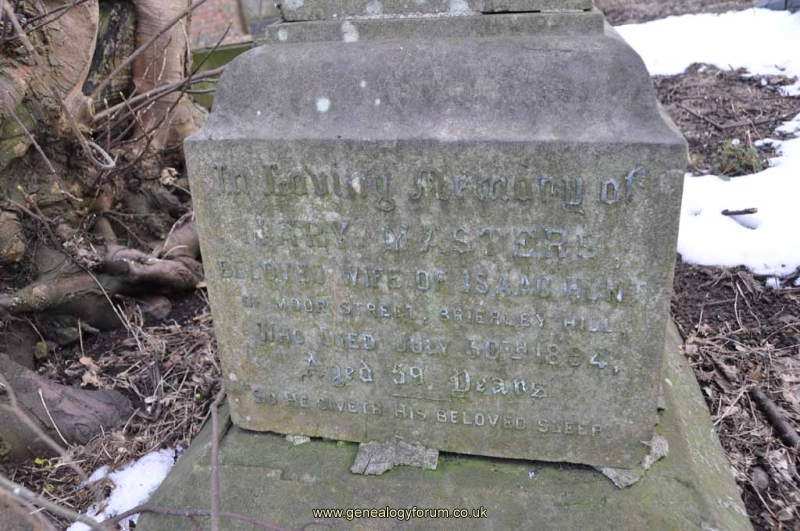 In Loving Memory of
MARY MASTERS,
BELOVED WIFE OF ISAAC HUNT
OF MOOR STREET, BRIERLEY HILL,
WHO DIED JULY 30TH 1894,
Aged 59 Years
"SO HE GIVETH HIS BELOVED SLEEP"
www.genealogyforum.co.uk